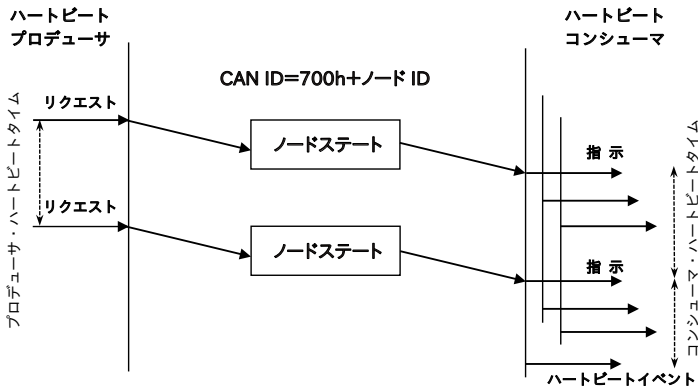 ハートビート
プロデューサ
ハートビート
コンシューマ
CAN ID=700h+ノード ID
リクエスト
ノードステート
指 示
プロデューサ・ハートビートタイム
コンシューマ・ハートビートタイム
リクエスト
ノードステート
指 示
ハートビートイベント